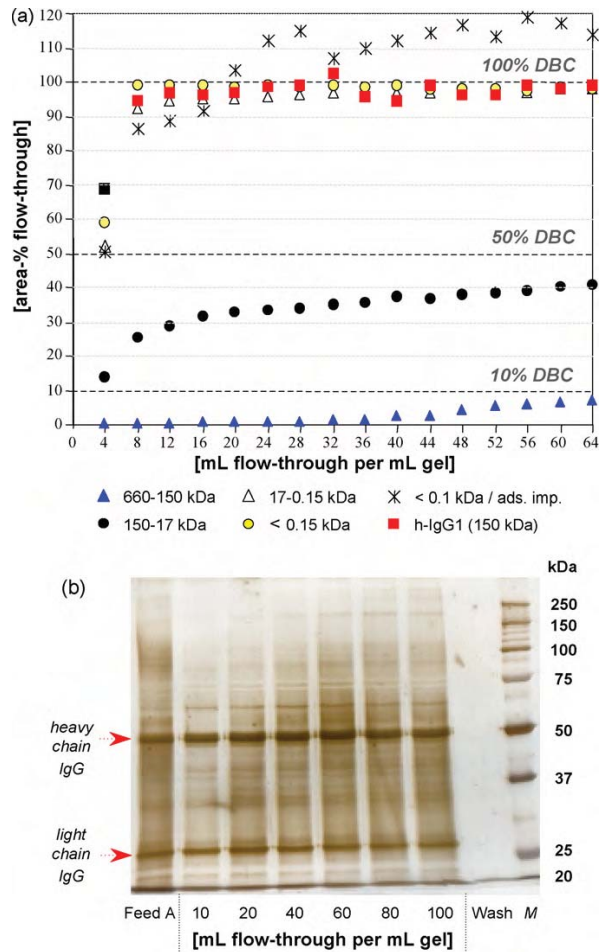 (a)
[area-% flow-through]
120
110
100
90
80
70
60
50
40
30
20
10
0
100% DBC
50% DBC
10% DBC
0 4 8 12 16 20 24 28 32 36 40 44 48 52 56 60 64
[mL flow-through per mL gel]
660-150 kDa 17-0.15 kDa < 0.1 kDa / ads. imp.
150-17 kDa < 0.15 kDa h-IgG1 (150 kDa)
(b)
kDa
250
150
100
75
heavy
chain
IgG
50
37
light
chain
IgG
25
20
Feed A 10 20 40 60 80 100 Wash M
[mL flow-through per mL gel]